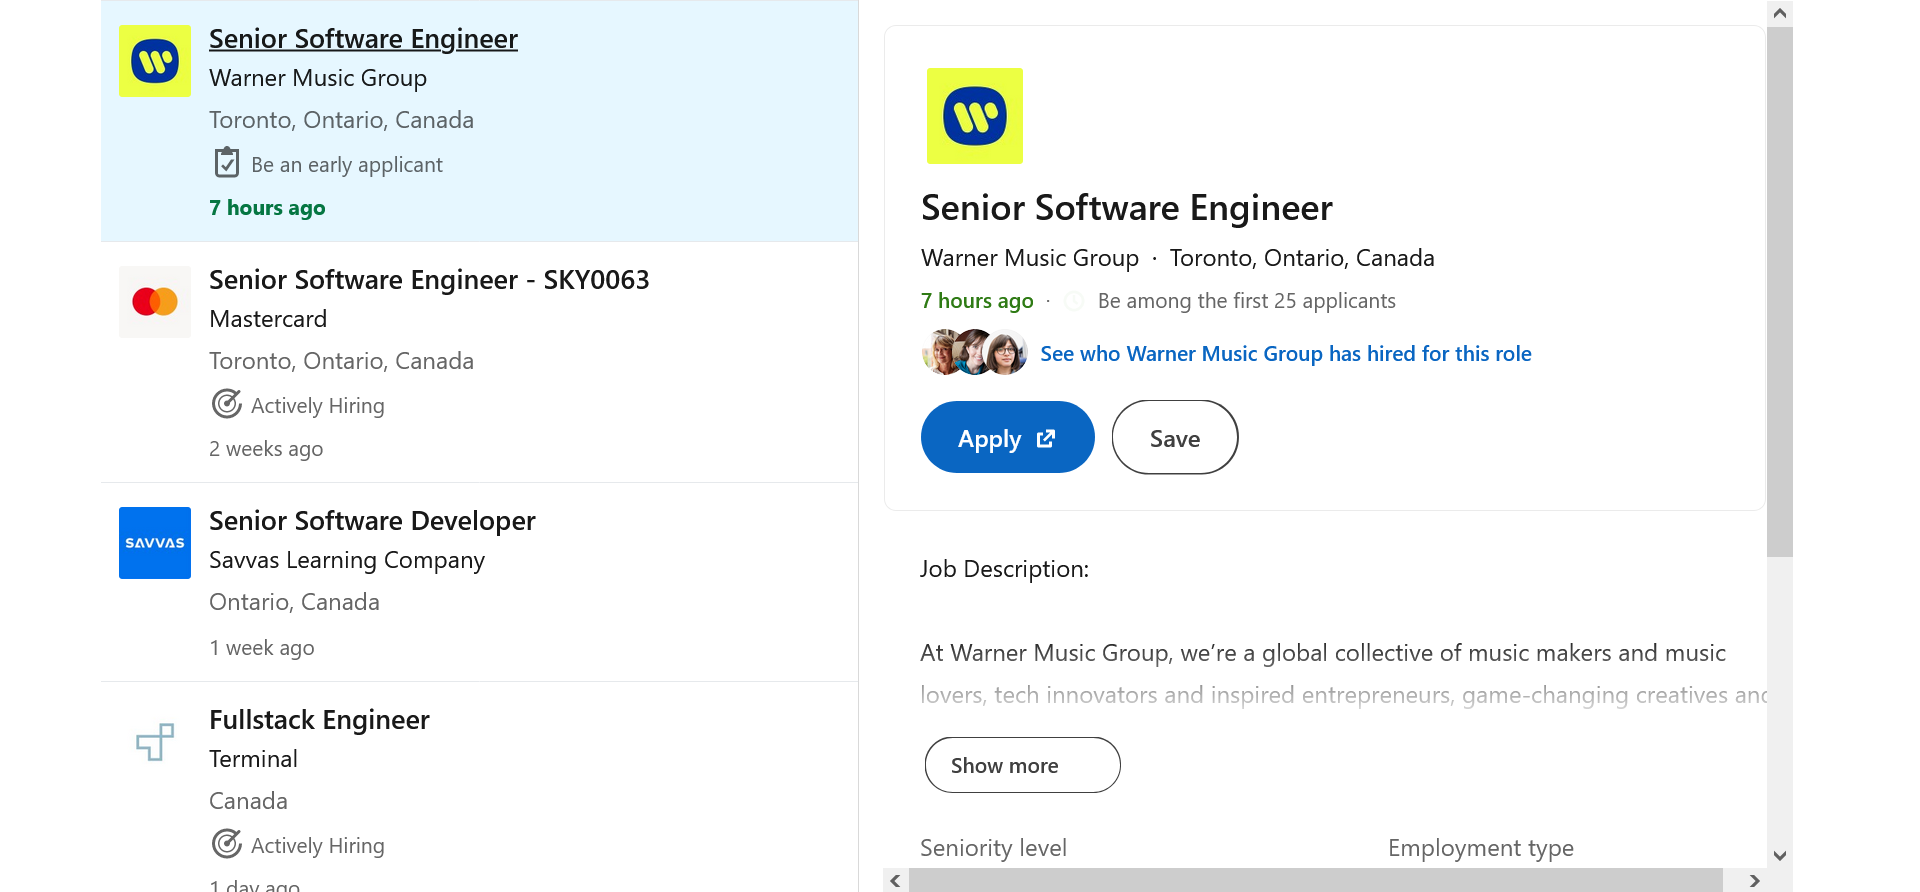 Senior Software Engineer
Warner Music Group
Toronto, Ontario, Canada
Be an early applicant
7 hours ago
Senior Software Engineer - SKY0063
Mastercard
Toronto, Ontario, Canada
Actively Hiring
2 weeks ago
SAVVAS
Senior Software Developer
Savvas Learning Company
Ontario, Canada
1 week ago
Fullstack Engineer
Terminal
Canada
Actively Hiring
1 day ago
Senior Software Engineer
Warner Music Group · Toronto, Ontario, Canada
7 hours ago · Be among the first 25 applicants
See who Warner Music Group has hired for this role
Apply
Save
Job Description:
At Warner Music Group, we’re a global collective of music makers and music
lovers, tech innovators and inspired entrepreneurs, game-changing creatives and
Show more
Seniority level
Employment type